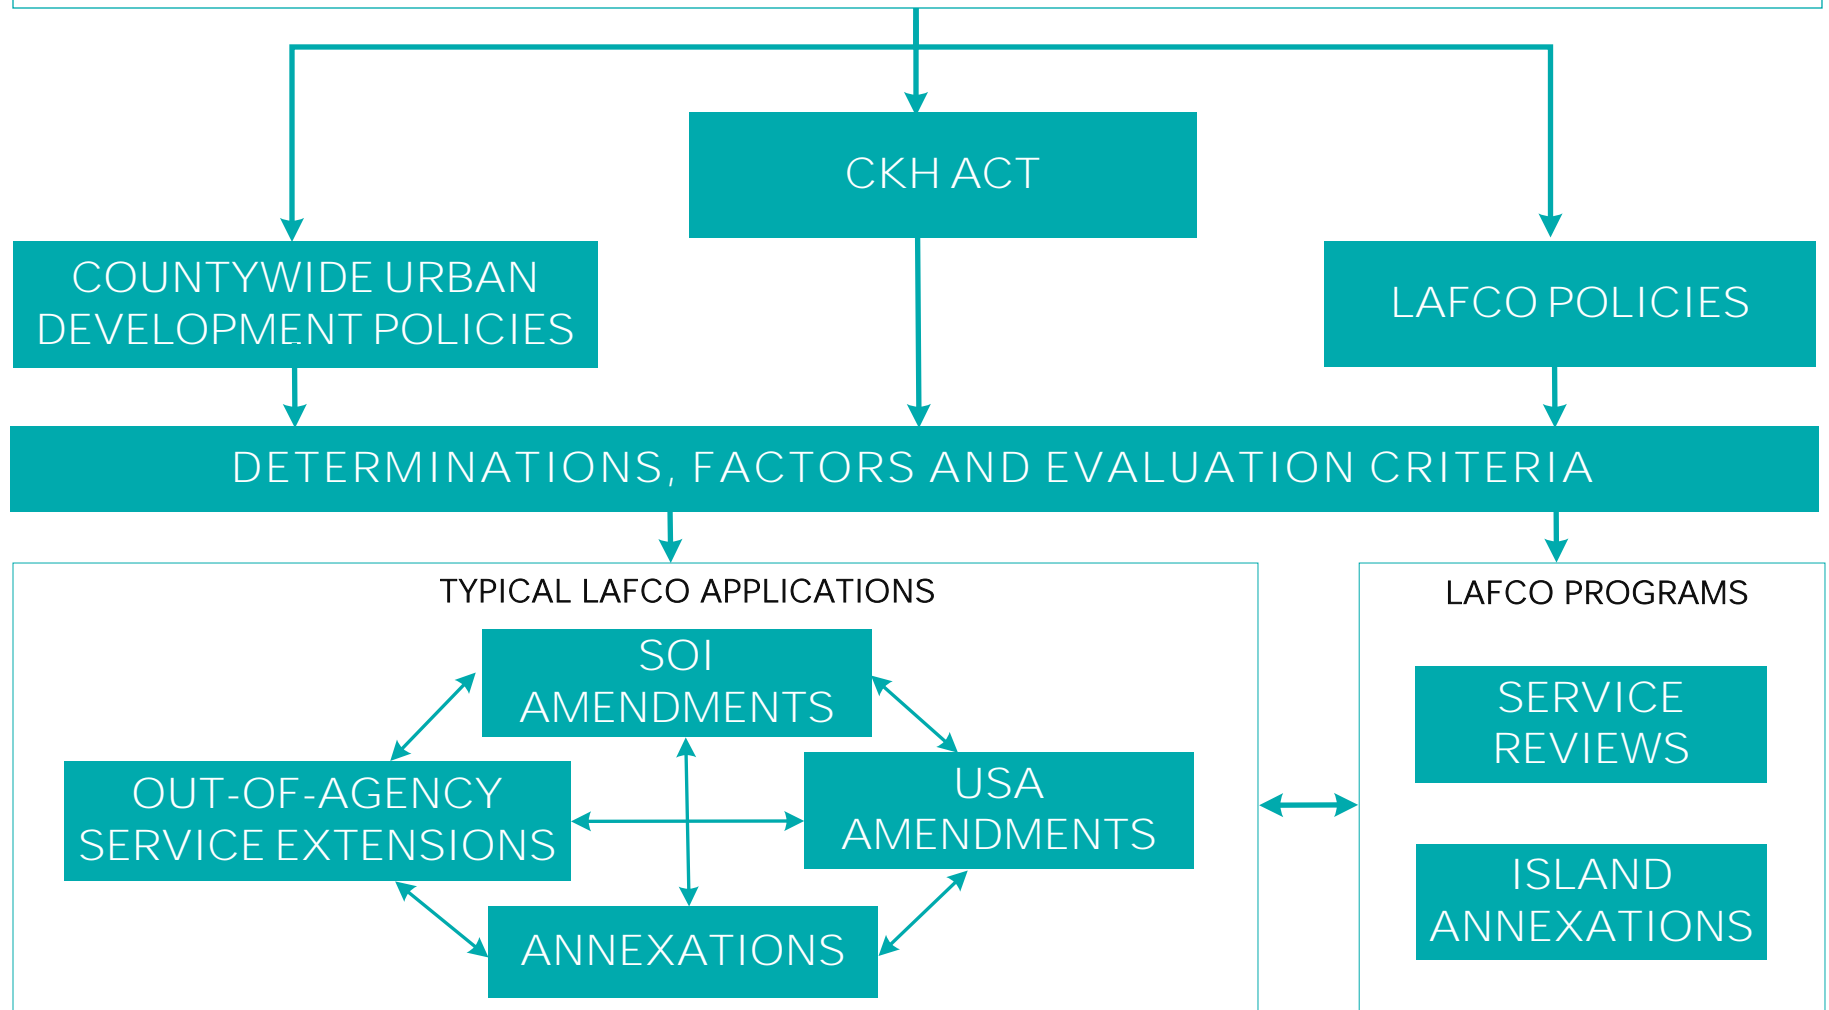 CKH ACT
COUNTYWIDE URBAN
DEVELOPMENT POLICIES
LAFCO POLICIES
DETERMINATIONS, FACTORS AND EVALUATION CRITERIA
TYPICAL LAFCO APPLICATIONS
SOI
AMENDMENTS
OUT-OF-AGENCY
SERVICE EXTENSIONS
USA
AMENDMENTS
ANNEXATIONS
LAFCO PROGRAMS
SERVICE
REVIEWS
ISLAND
ANNEXATIONS